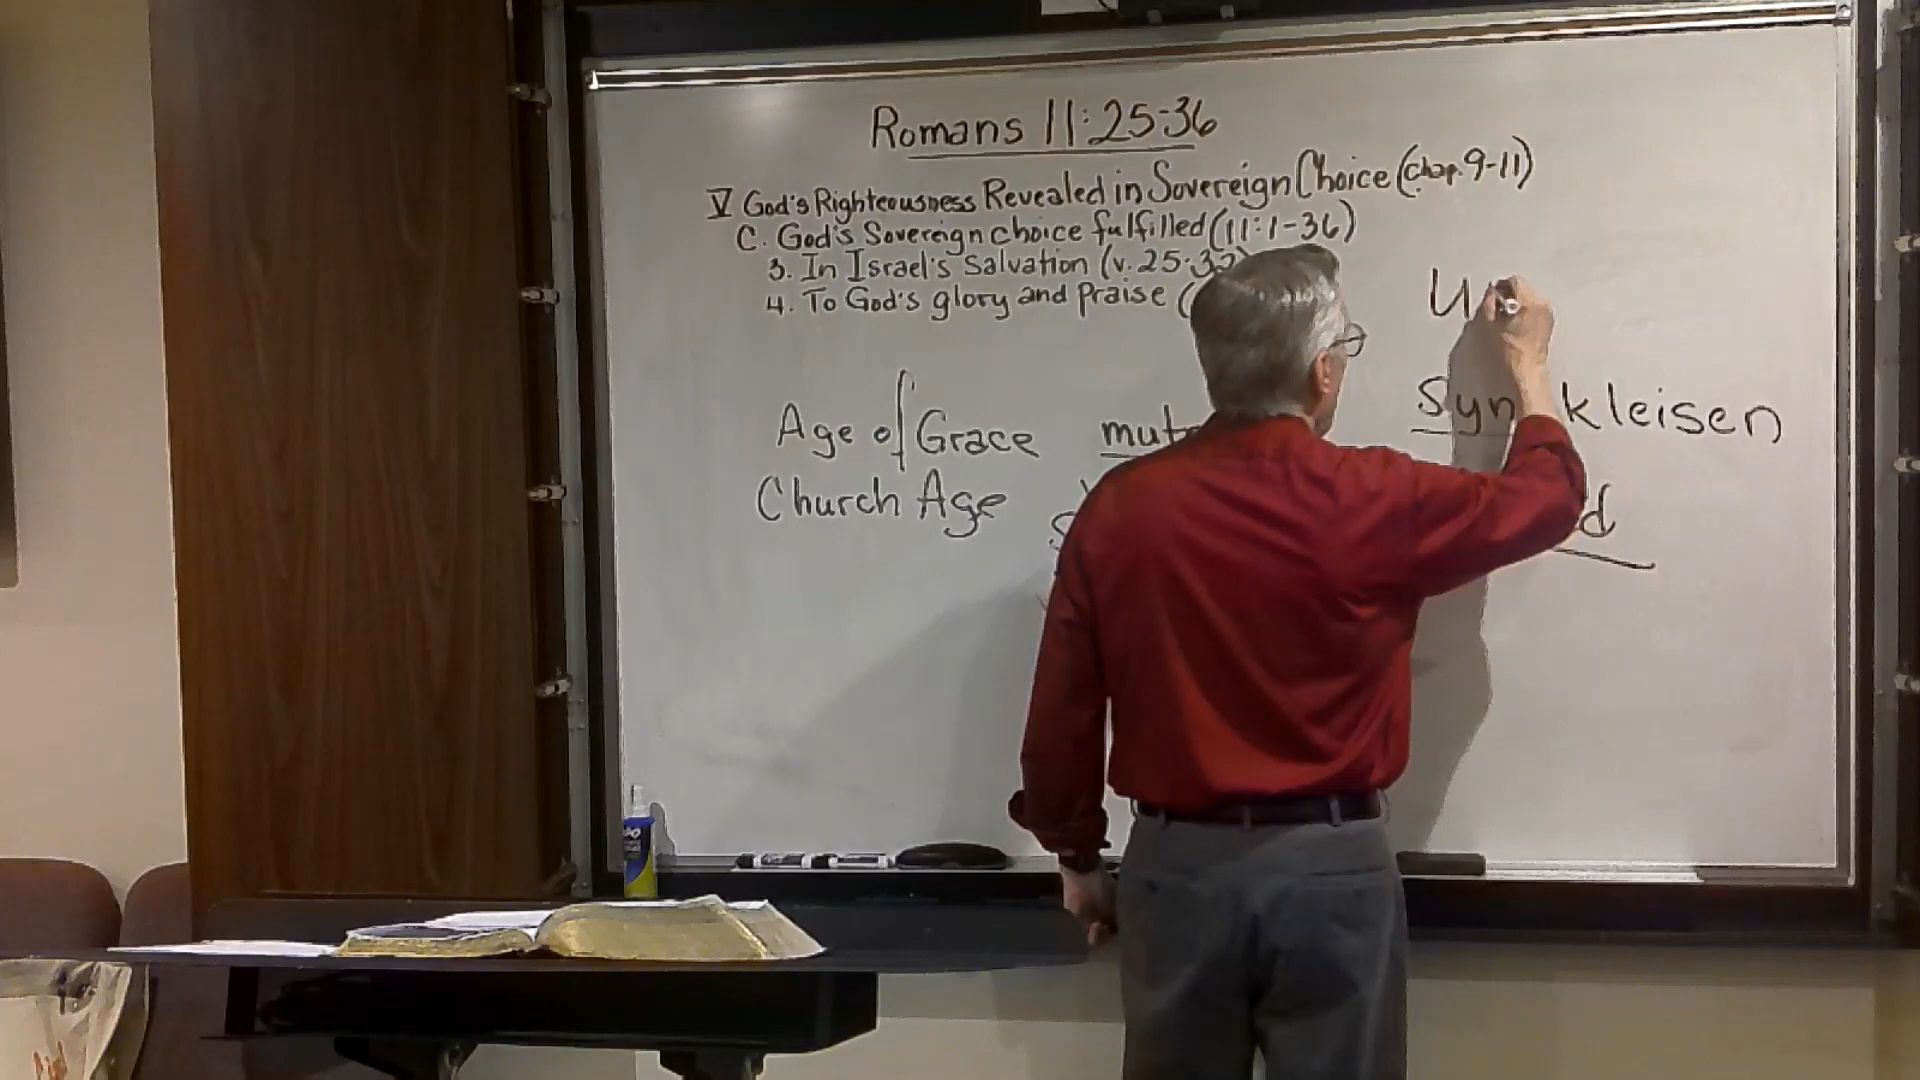 Romans 11:25-36
V God's Righteousness Revealed in Sovereign Choice (chap. 9-11)
C. God's Sovereign choice fulfilled (11:1-36)
3. In Israel's Salvation (v. 25-32)
4. To God's glory and Praise (
Age of Grace
Church Age
Syn kleisen